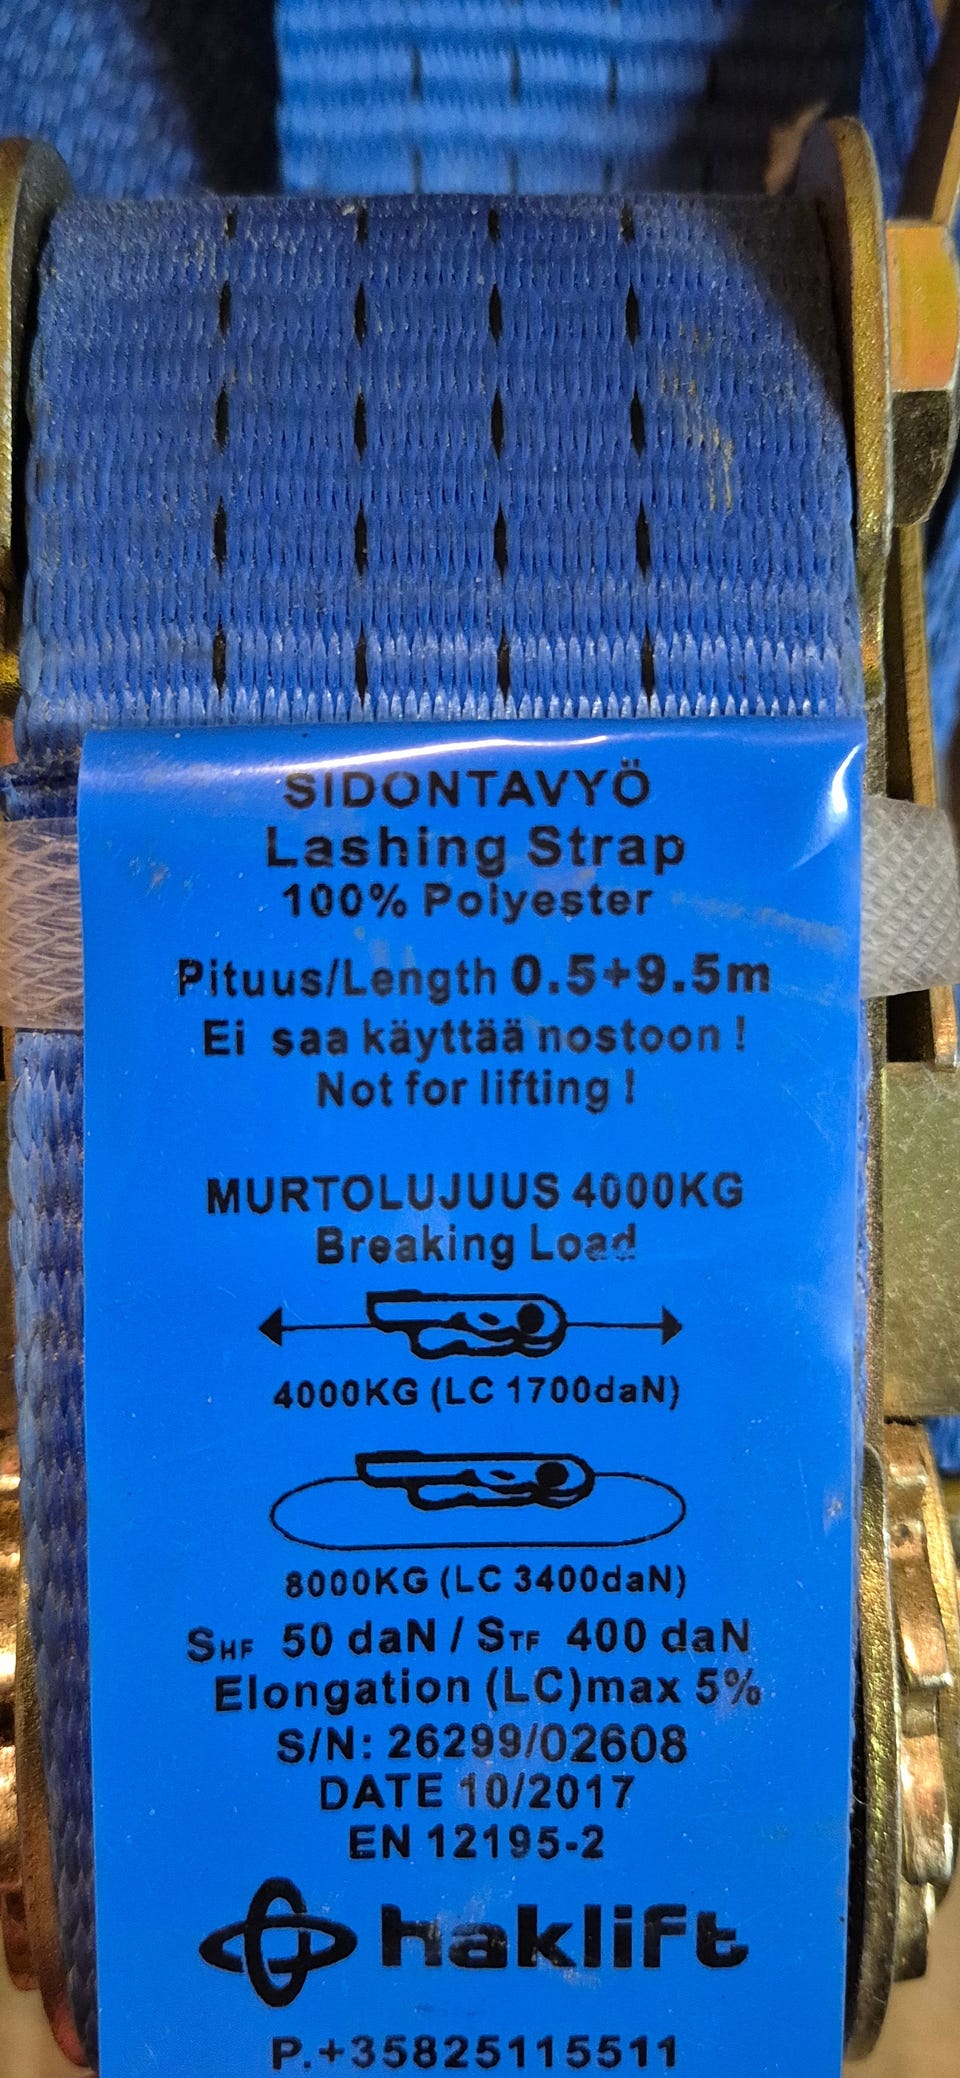 SIDONTAVYÖ
Lashing Strap
100% Polyester
Pituus/Length 0.5+9.5m
Ei saa käyttää nostoon !
Not for lifting !
MURTOLUJUUS 4000KG
Breaking Load
4000KG (LC 1700daN)
8000KG (LC 3400daN)
SHF 50 daN / STF 400 daN
Elongation (LC)max 5%
S/N: 26299/02608
DATE 10/2017
EN 12195-2
haklift
P.+35825115511